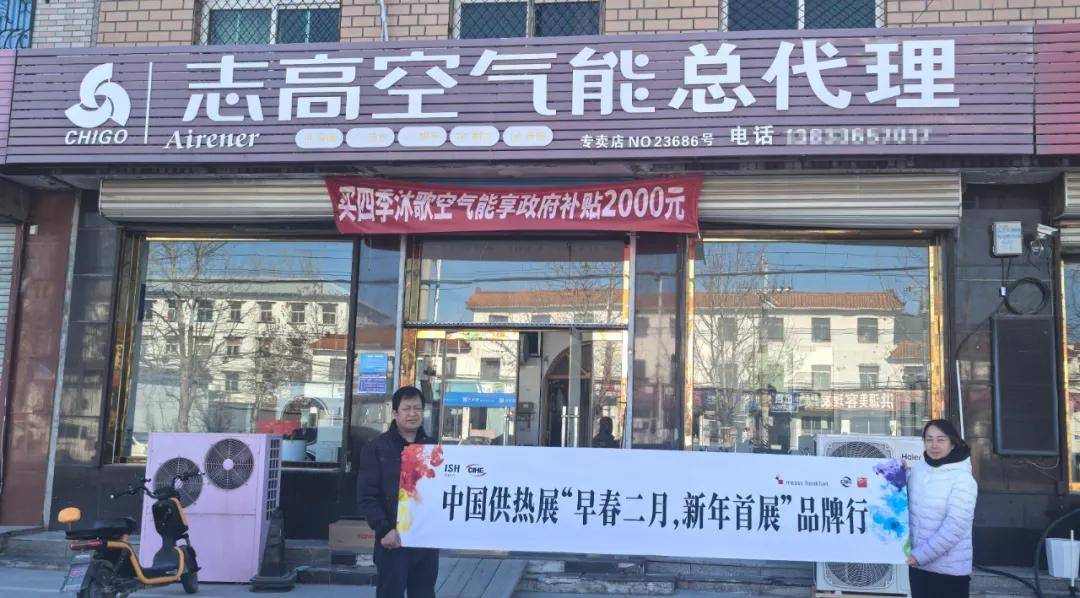 CHIGO
志高空气能总代理
Airener
专卖店 NO 23686号 电话
买四季沐歌空气能享政府补贴2000元
ISH CIHE
messe frankfurt
中国供热展“早春二月,新年首展”品牌行
Haier